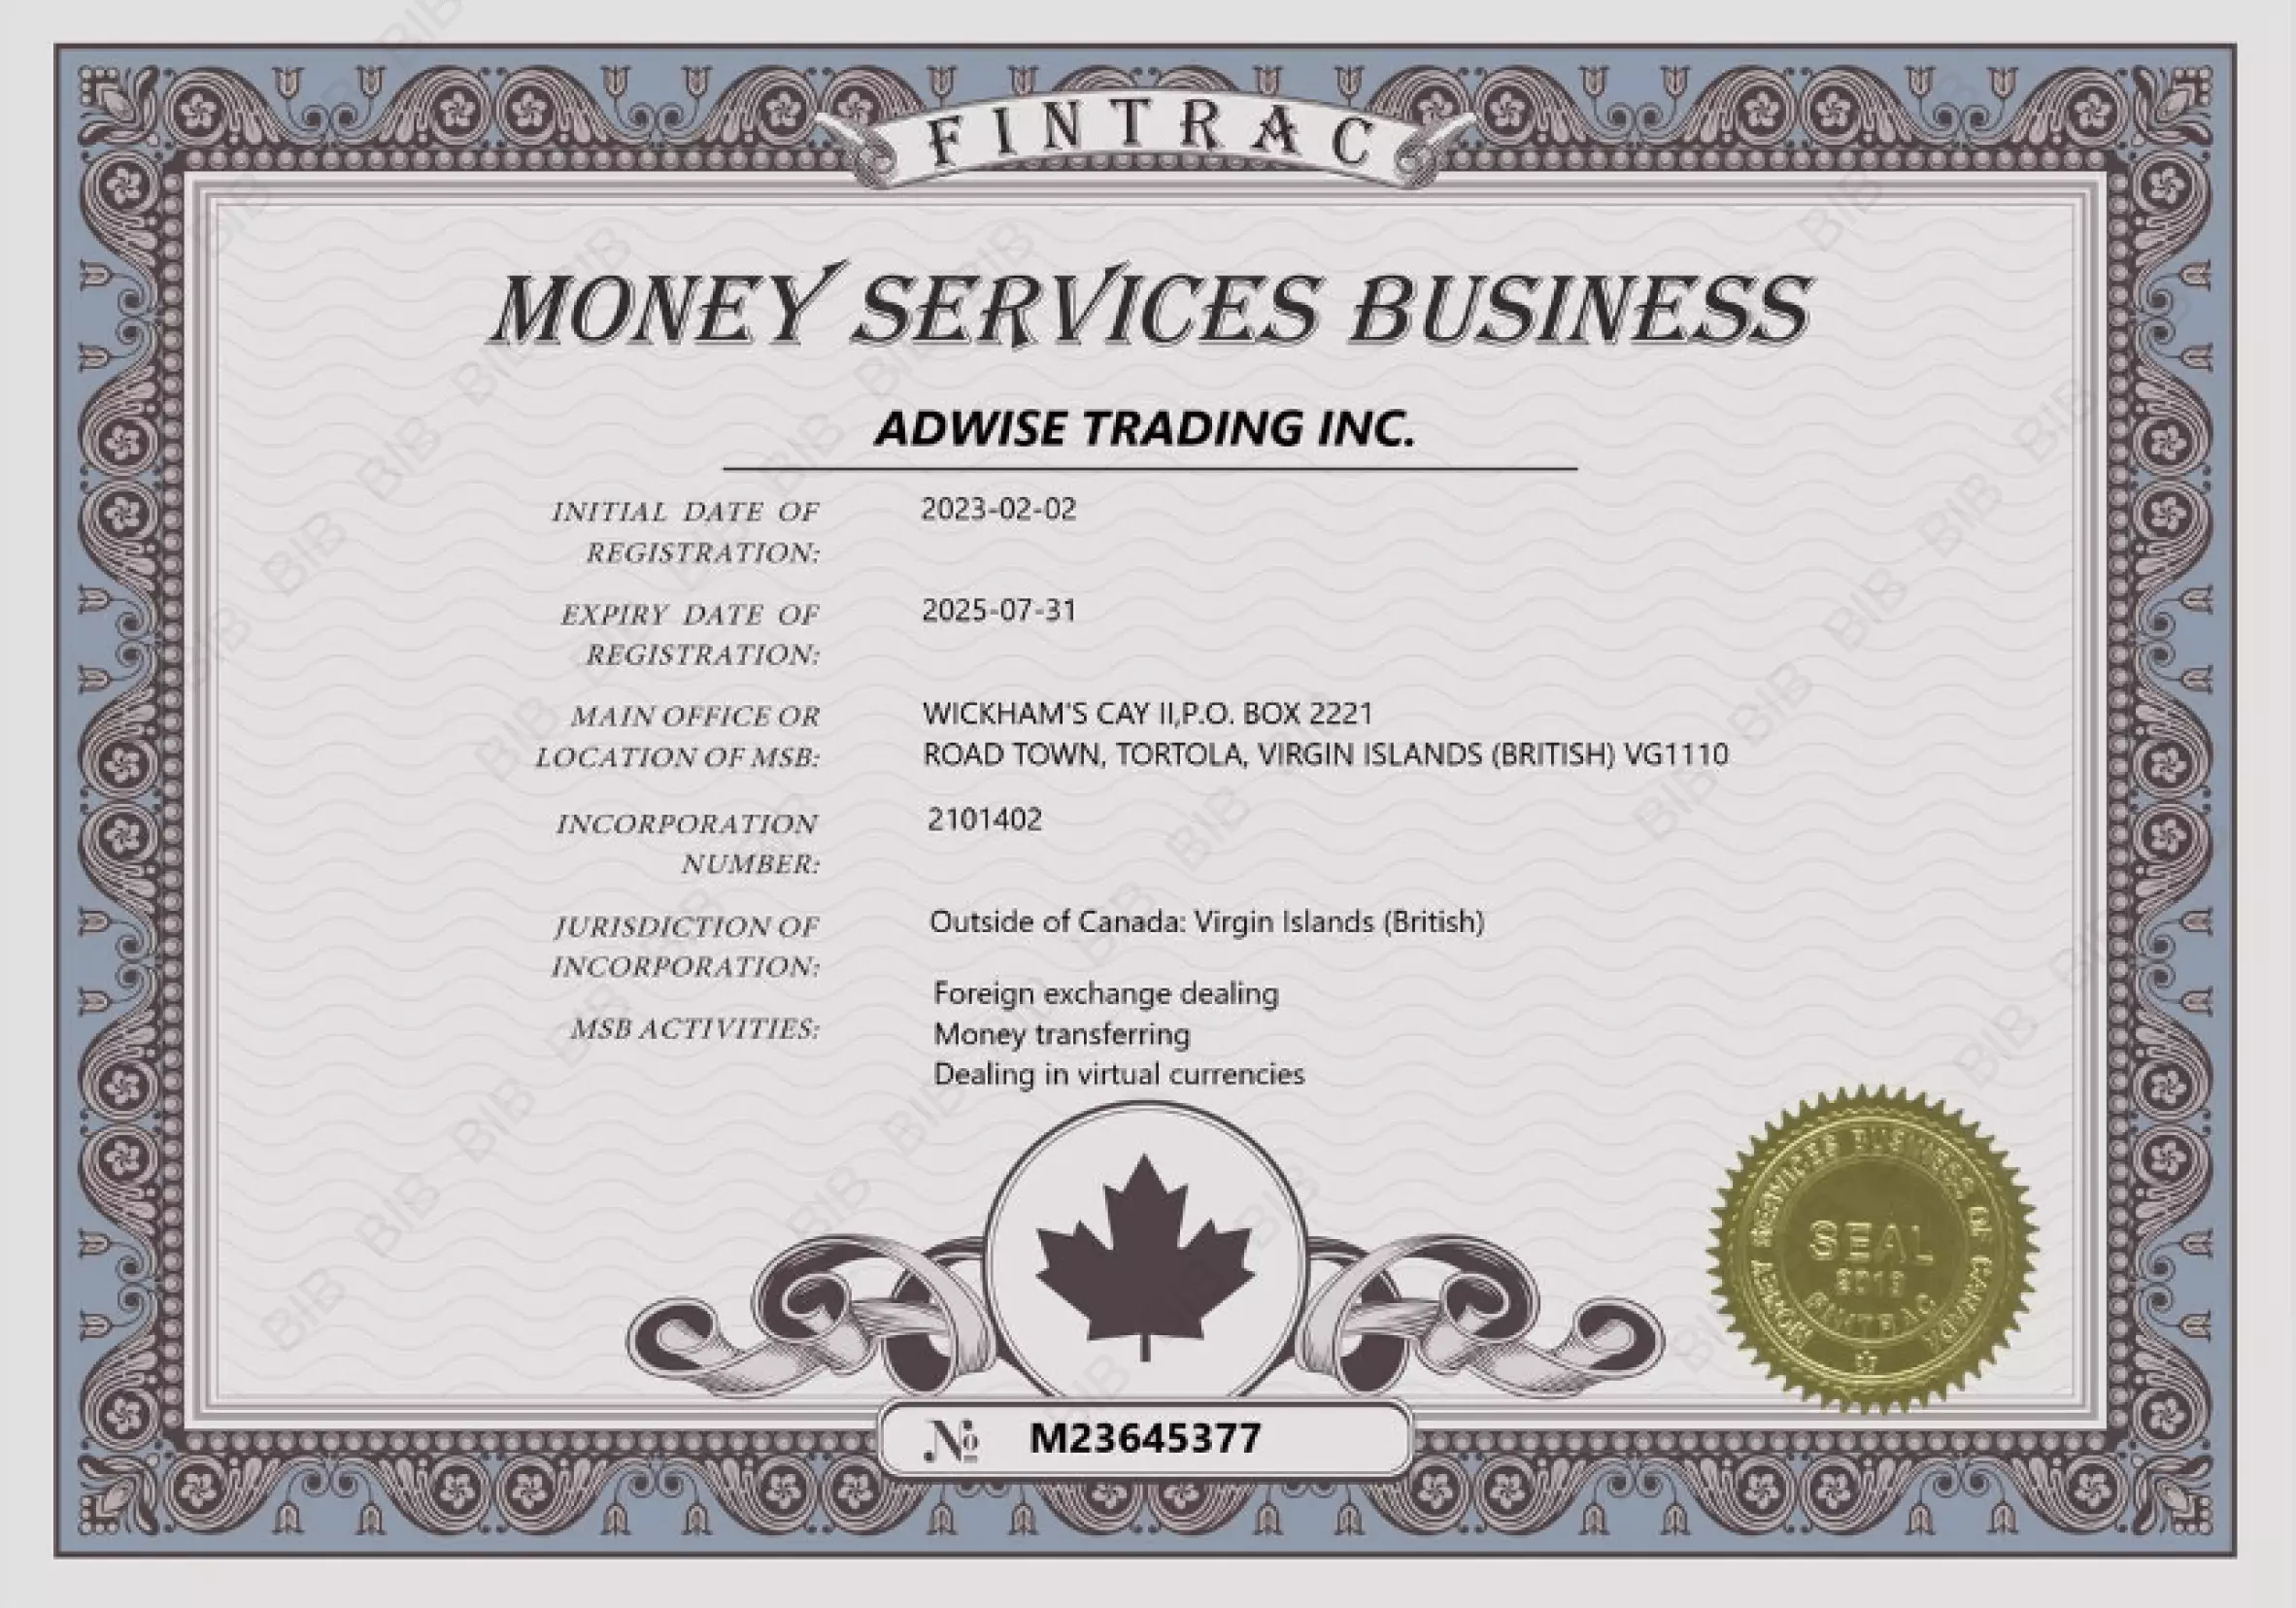 FINTRAC
MONEY SERVICES BUSINESS
ADWISE TRADING INC.
INITIAL DATE OF
REGISTRATION:
2023-02-02
EXPIRY DATE OF
REGISTRATION:
2025-07-31
MAIN OFFICE OR
LOCATION OF MSB:
WICKHAM'S CAY II,P.O. BOX 2221
ROAD TOWN, TORTOLA, VIRGIN ISLANDS (BRITISH) VG1110
INCORPORATION
NUMBER:
2101402
JURISDICTION OF
INCORPORATION:
Outside of Canada: Virgin Islands (British)
MSB ACTIVITIES:
Foreign exchange dealing
Money transferring
Dealing in virtual currencies
MONEY SERVICES BUSINESS OF CANADA
SEAL
FINTRAC
№ M23645377
BIB